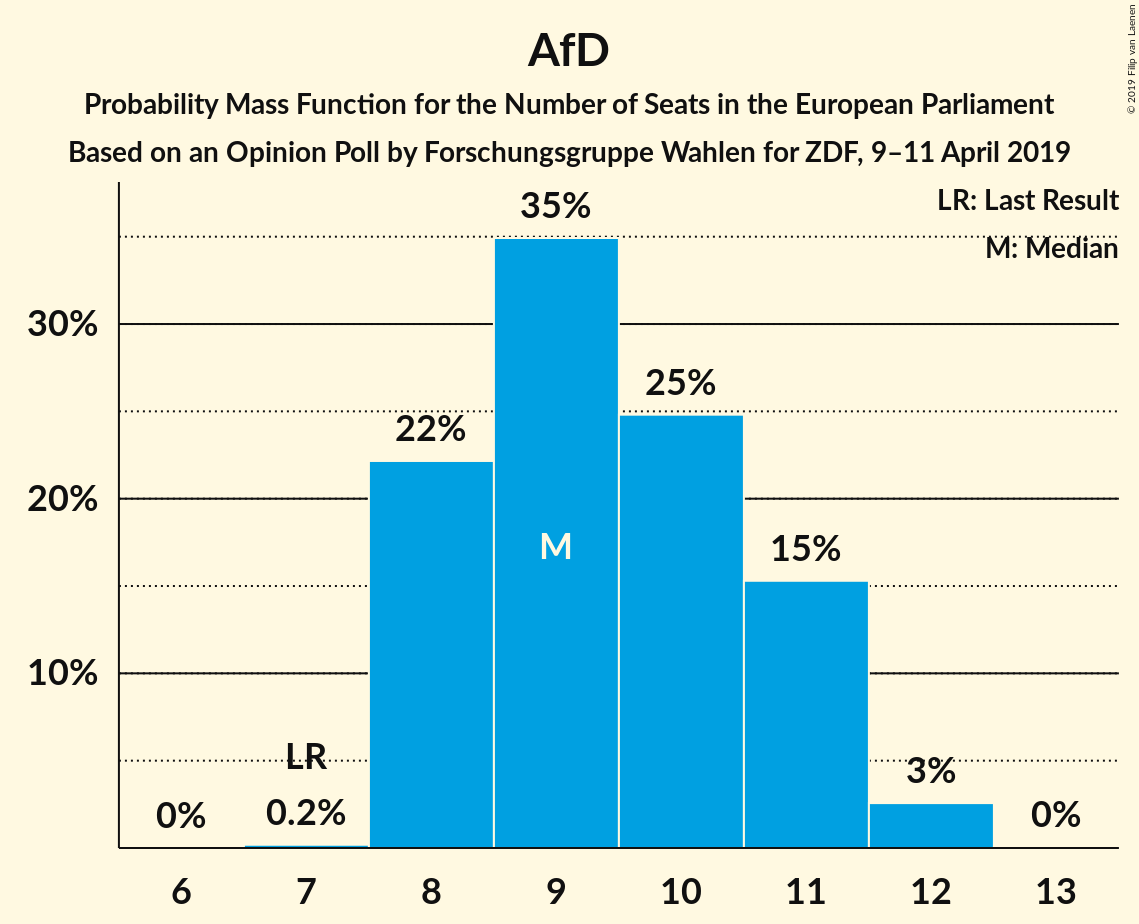 AfD
Probability Mass Function for the Number of Seats in the European Parliament
Based on an Opinion Poll by Forschungsgruppe Wahlen for ZDF, 9–11 April 2019
© 2019 Filip van Laenen
LR: Last Result
M: Median
35%
30%
25%
22%
20%
M
15%
10%
LR
3%
0%
0.2%
0%
6 7 8 9 10 11 12 13